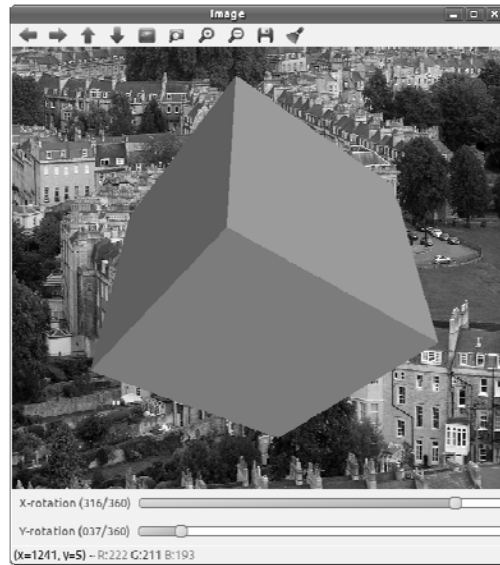 Image
X-rotation (316/360)
Y-rotation (037/360)
(x=1241, y=5) ~ R:222 G:211 B:193